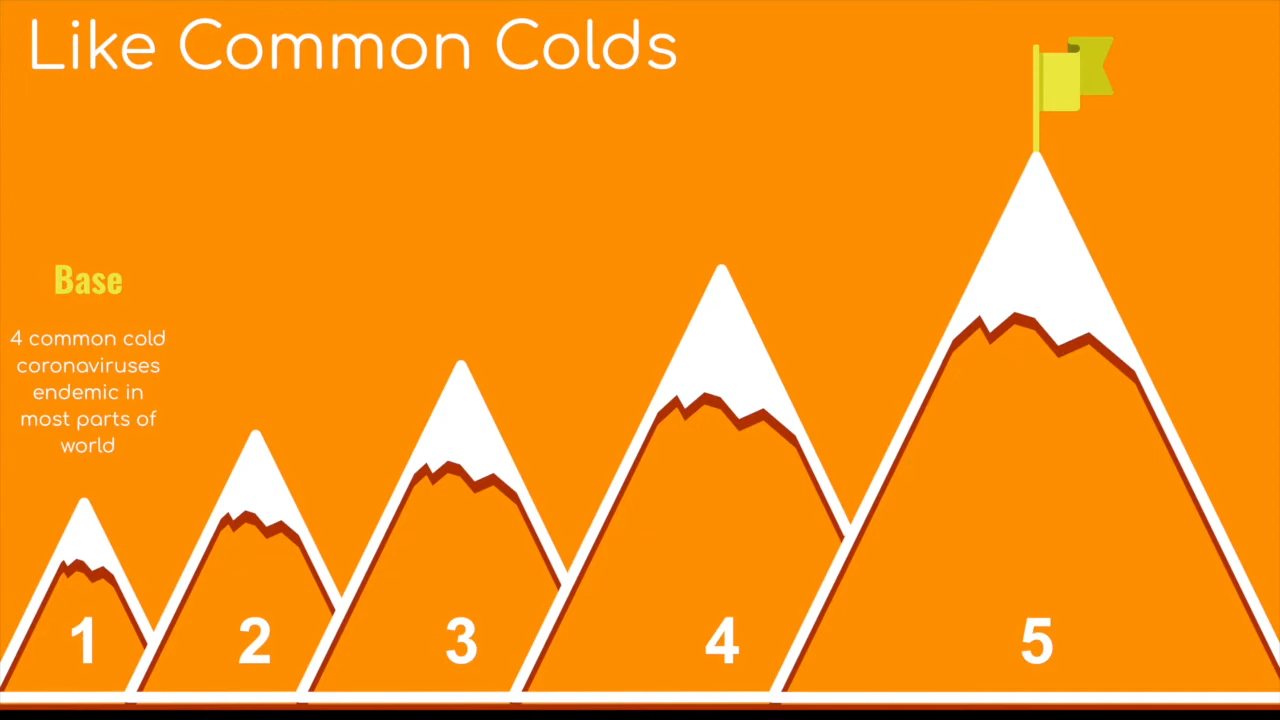 Like Common Colds
Base
4 common cold
coronaviruses
endemic in
most parts of
world
1
2
3
4
5